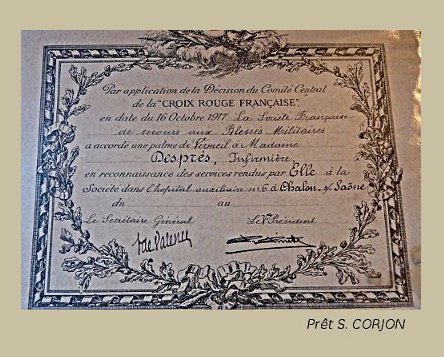 Par application de la Décision du Comité Central
de la "CROIX ROUGE FRANÇAISE",
en date du 16 Octobre 1917 La Société Française
de secours aux Blessés Militaires
a accordé une palme de Vermeil à Madame
Desprès, Infirmière,
en reconnaissance des services rendus par Elle à la
Société dans l'hôpital auxiliaire nº6 à Chalon s/ Saône
du au
Le Secrétaire Général Le Vt Président
Prêt S. CORJON